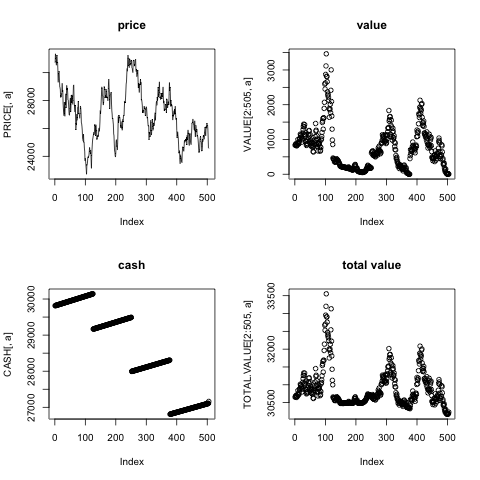 price
PRICE[, a]
24000
28000
0 100 200 300 400 500
Index
value
VALUE[2:505, a]
0 1000 2000 3000
0 100 200 300 400 500
Index
cash
CASH[, a]
27000 28000 29000 30000
0 100 200 300 400 500
Index
total value
TOTAL.VALUE[2:505, a]
30500 32000 33500
0 100 200 300 400 500
Index